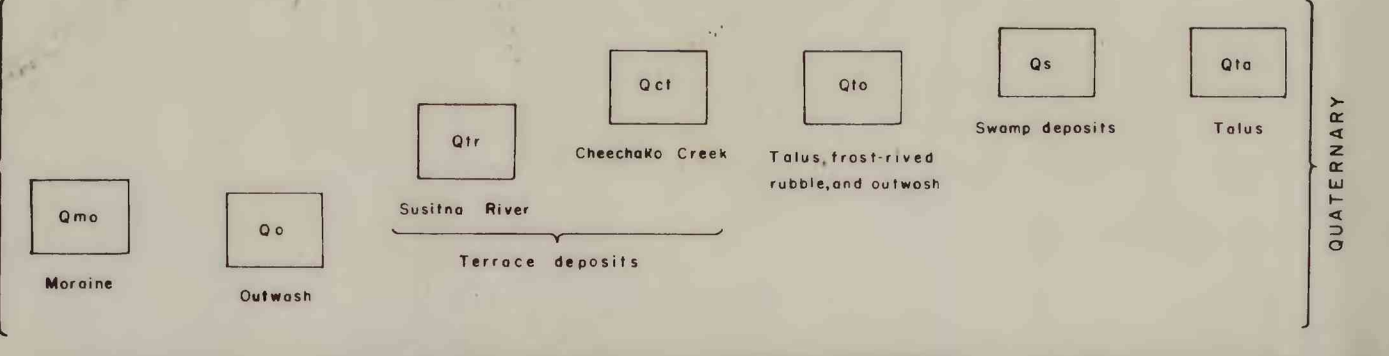 Qmo
Moraine
Qo
Outwash
Qtr
Susitna River
Qct
Cheechako Creek
Terrace deposits
Qto
Talus, frost-rived
rubble, and outwash
Qs
Swamp deposits
Qta
Talus
QUATERNARY